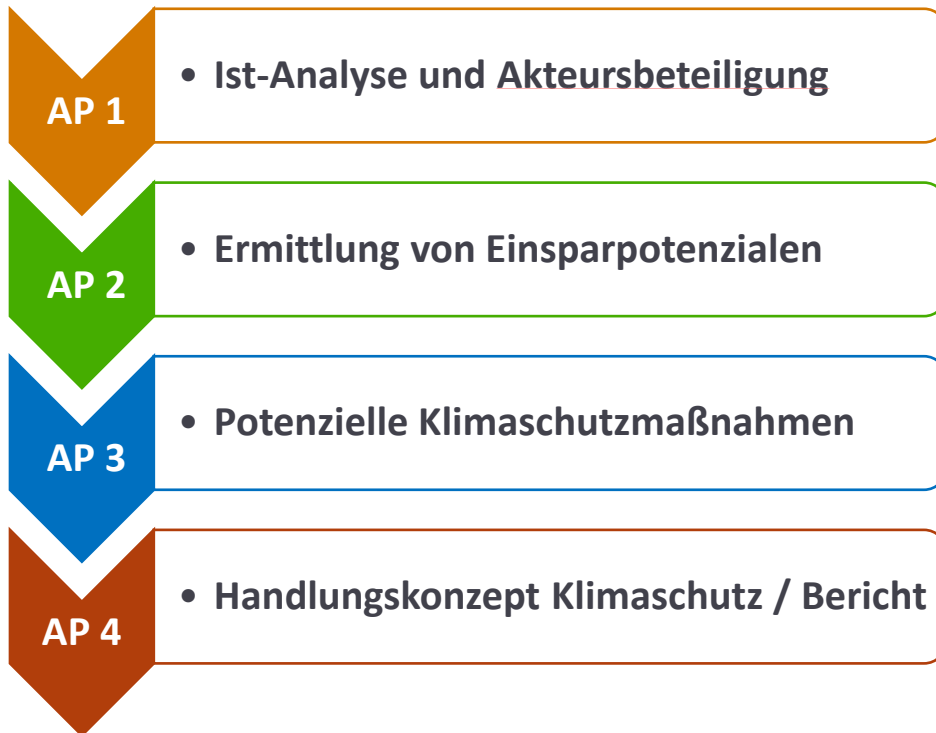 AP 1
• Ist-Analyse und Akteursbeteiligung
AP 2
• Ermittlung von Einsparpotenzialen
AP 3
• Potenzielle Klimaschutzmaßnahmen
AP 4
• Handlungskonzept Klimaschutz / Bericht